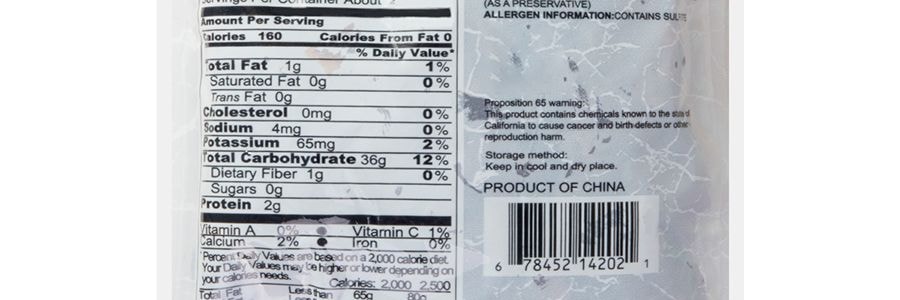 Servings Per Container About 2
Amount Per Serving
Calories 160 Calories From Fat 0
% Daily Value*
Total Fat 1g 1%
Saturated Fat 0g 0%
Trans Fat 0g
Cholesterol 0mg 0%
Sodium 4mg 0%
Potassium 65mg 2%
Total Carbohydrate 36g 12%
Dietary Fiber 1g 0%
Sugars 0g
Protein 2g
Vitamin A 0% ● Vitamin C 1%
Calcium 2% ● Iron 0%
*Percent Daily Values are based on a 2,000 calorie diet.
Your Daily Values may be higher or lower depending on
your calories needs.
Calories: 2,000 2,500
Total Fat Less than 65g 80g
(AS A PRESERVATIVE)
ALLERGEN INFORMATION:CONTAINS SULFITE
Proposition 65 warning:
This product contains chemicals known to the state of
California to cause cancer and birth defects or other
reproduction harm.
Storage method:
Keep in cool and dry place.
PRODUCT OF CHINA
6 78452 14202 1